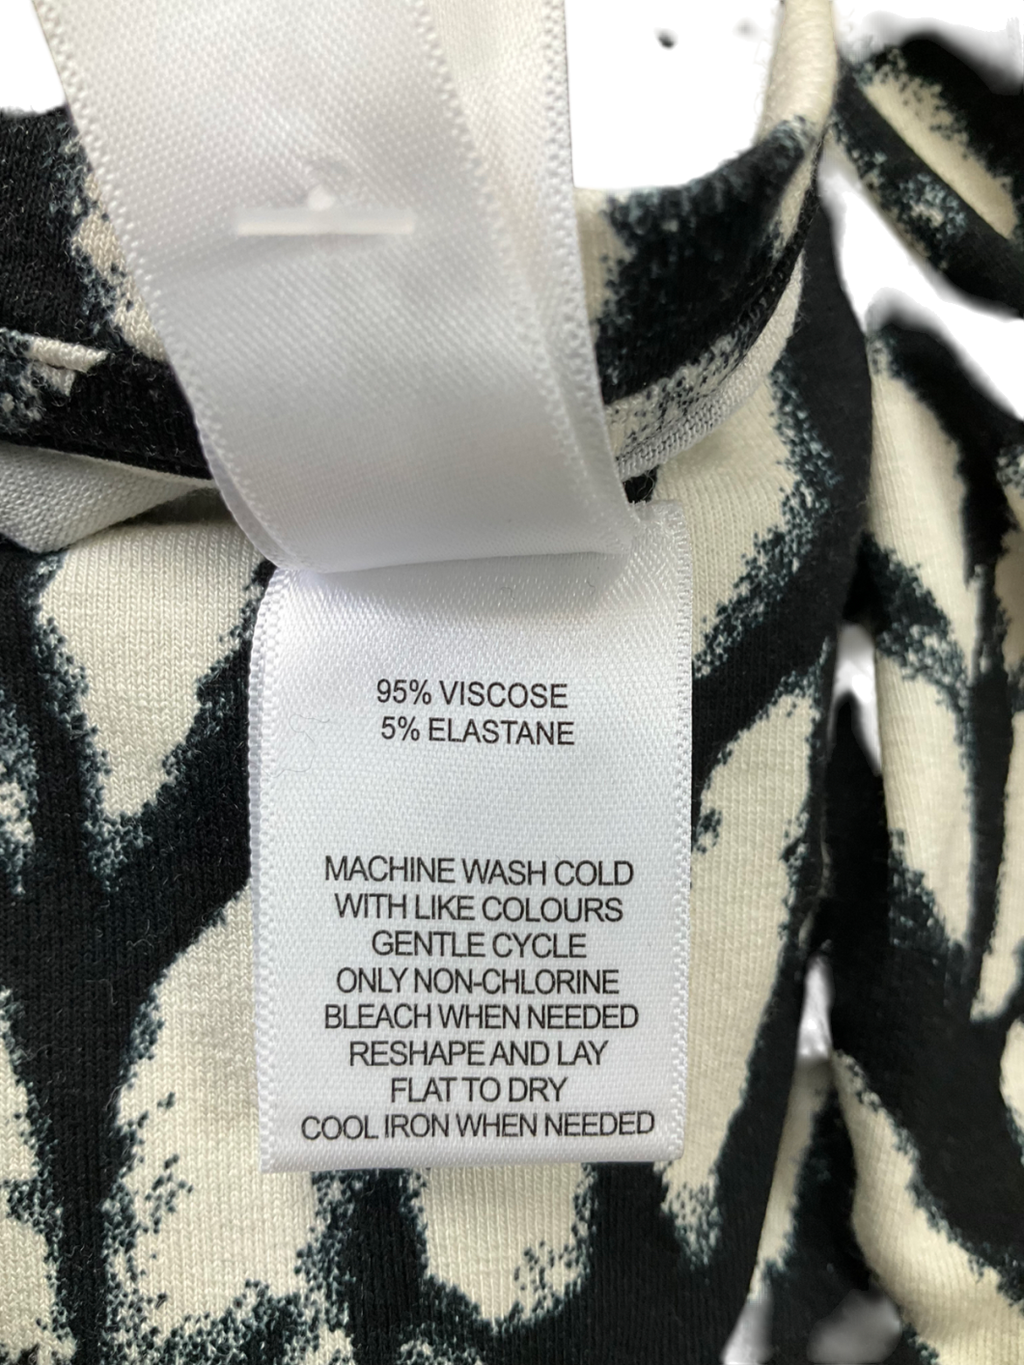 95% VISCOSE
5% ELASTANE
MACHINE WASH COLD
WITH LIKE COLOURS
GENTLE CYCLE
ONLY NON-CHLORINE
BLEACH WHEN NEEDED
RESHAPE AND LAY
FLAT TO DRY
COOL IRON WHEN NEEDED